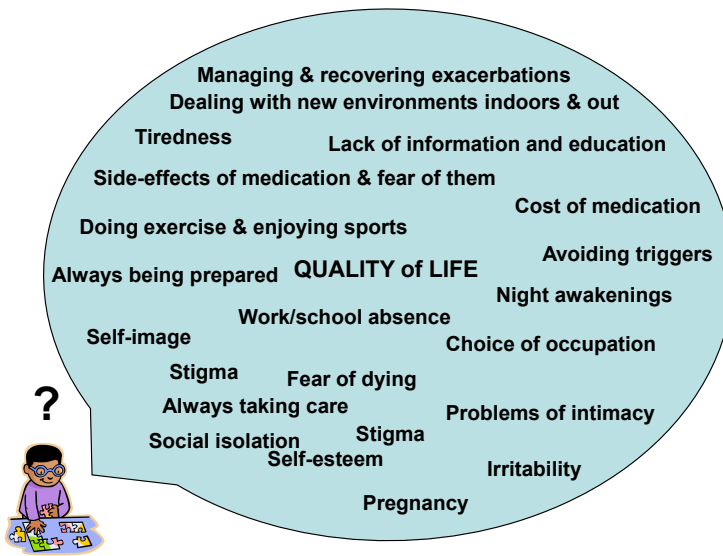 Managing & recovering exacerbations
Dealing with new environments indoors & out
Tiredness
Lack of information and education
Side-effects of medication & fear of them
Cost of medication
Doing exercise & enjoying sports
Avoiding triggers
Always being prepared
QUALITY of LIFE
Night awakenings
Work/school absence
Self-image
Choice of occupation
Stigma
Fear of dying
?
Always taking care
Problems of intimacy
Social isolation
Stigma
Self-esteem
Irritability
Pregnancy